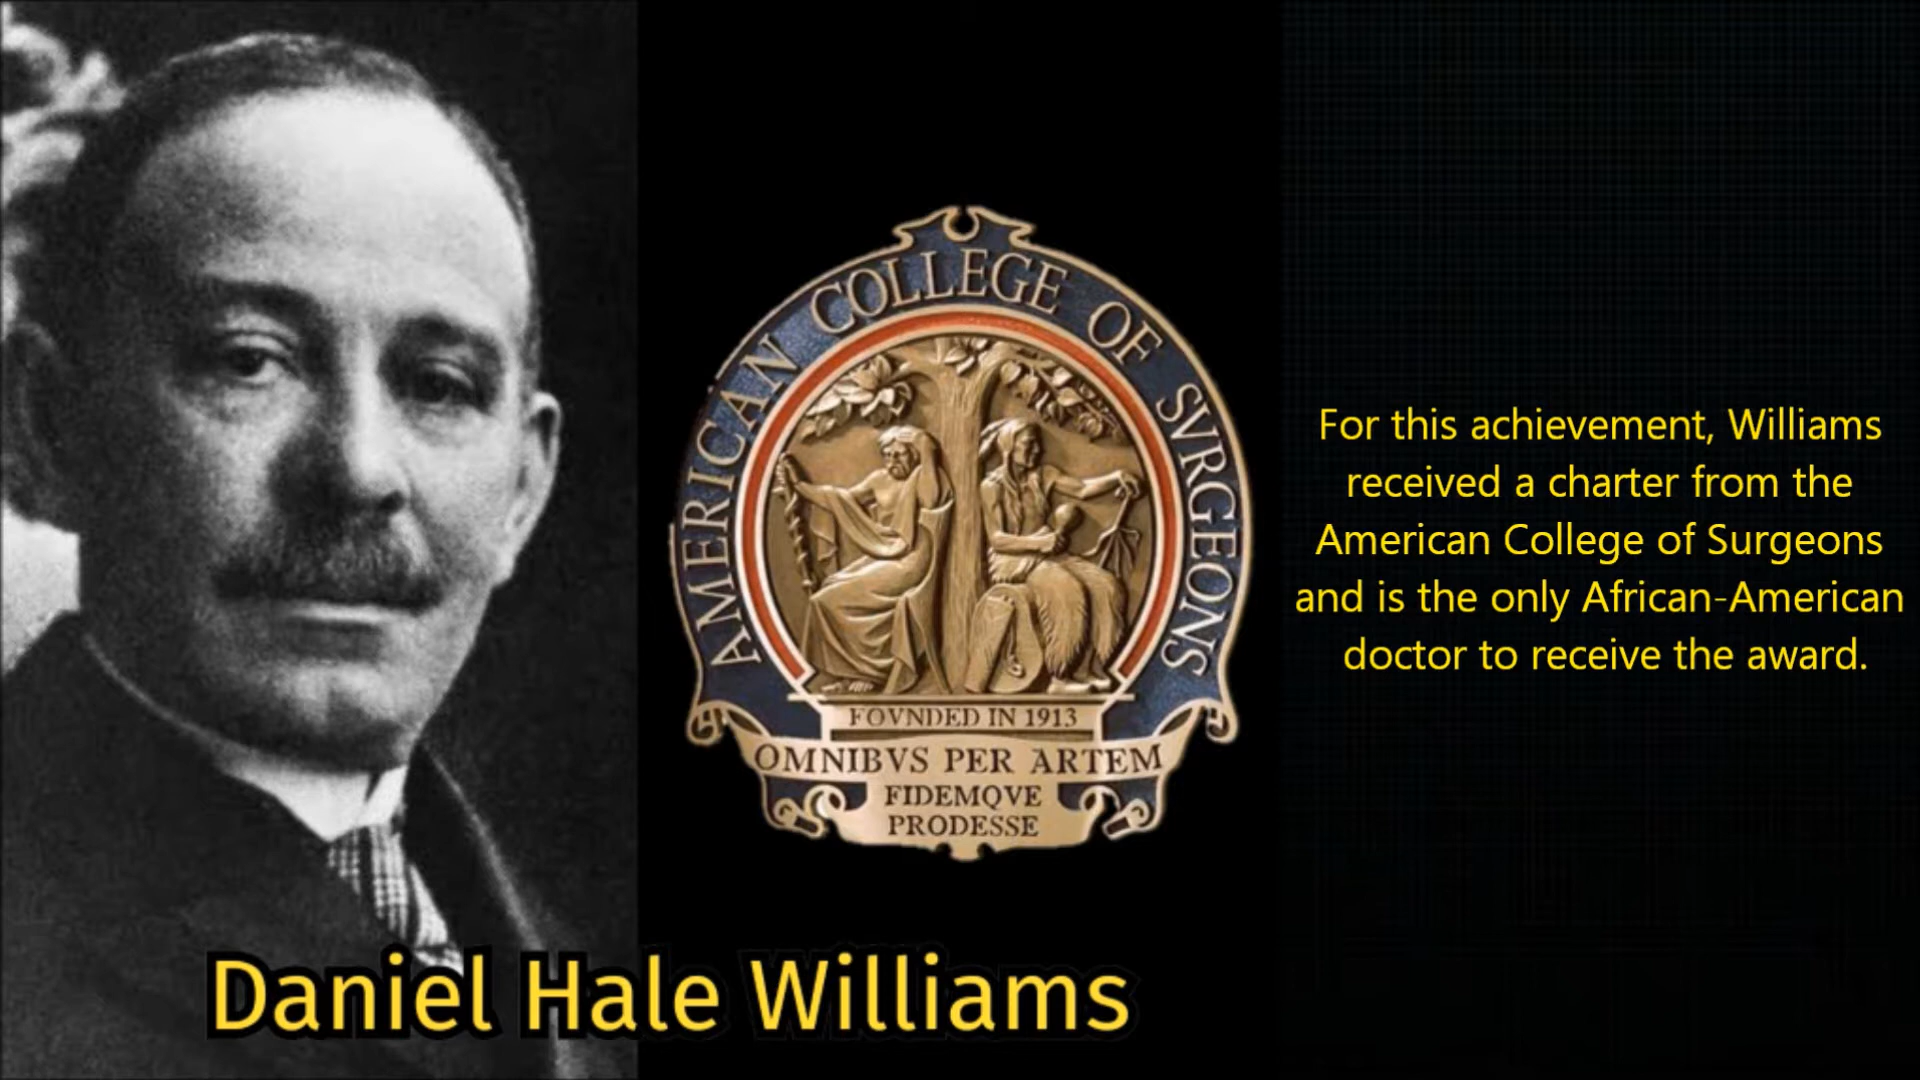 AMERICAN COLLEGE OF SVRGEONS
FOVNDED IN 1913
OMNIBVS PER ARTEM
FIDEMQVE
PRODESSE
For this achievement, Williams
received a charter from the
American College of Surgeons
and is the only African-American
doctor to receive the award.
Daniel Hale Williams